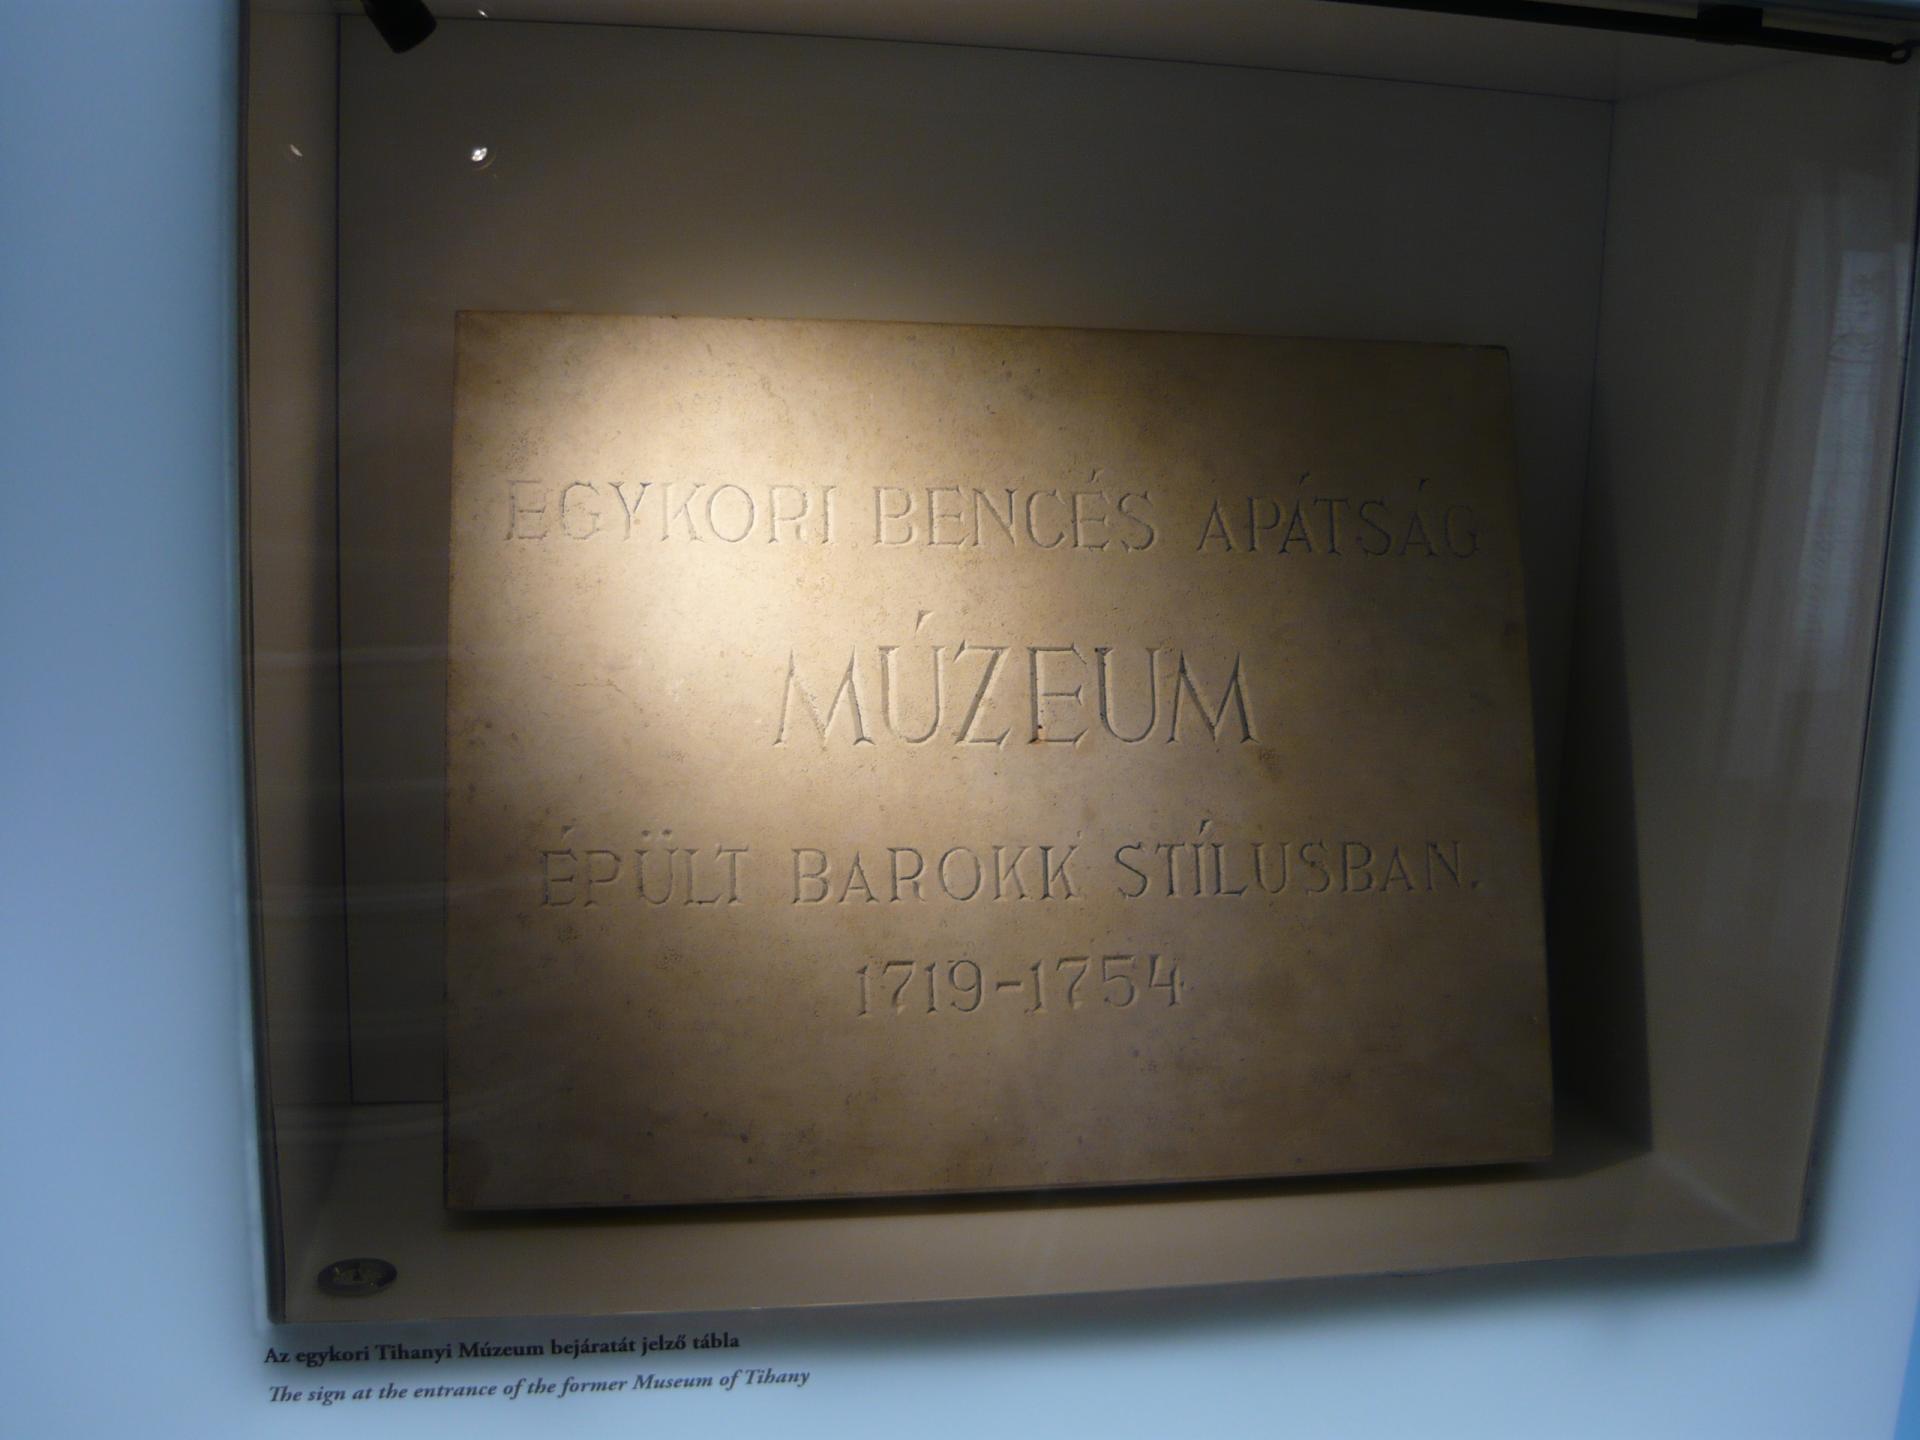 EGYKORI BENCÉS APÁTSÁG
MÚZEUM
ÉPÜLT BAROKK STÍLUSBAN.
1719-1754
Az egykori Tihanyi Múzeum bejáratát jelző tábla
The sign at the entrance of the former Museum of Tihany